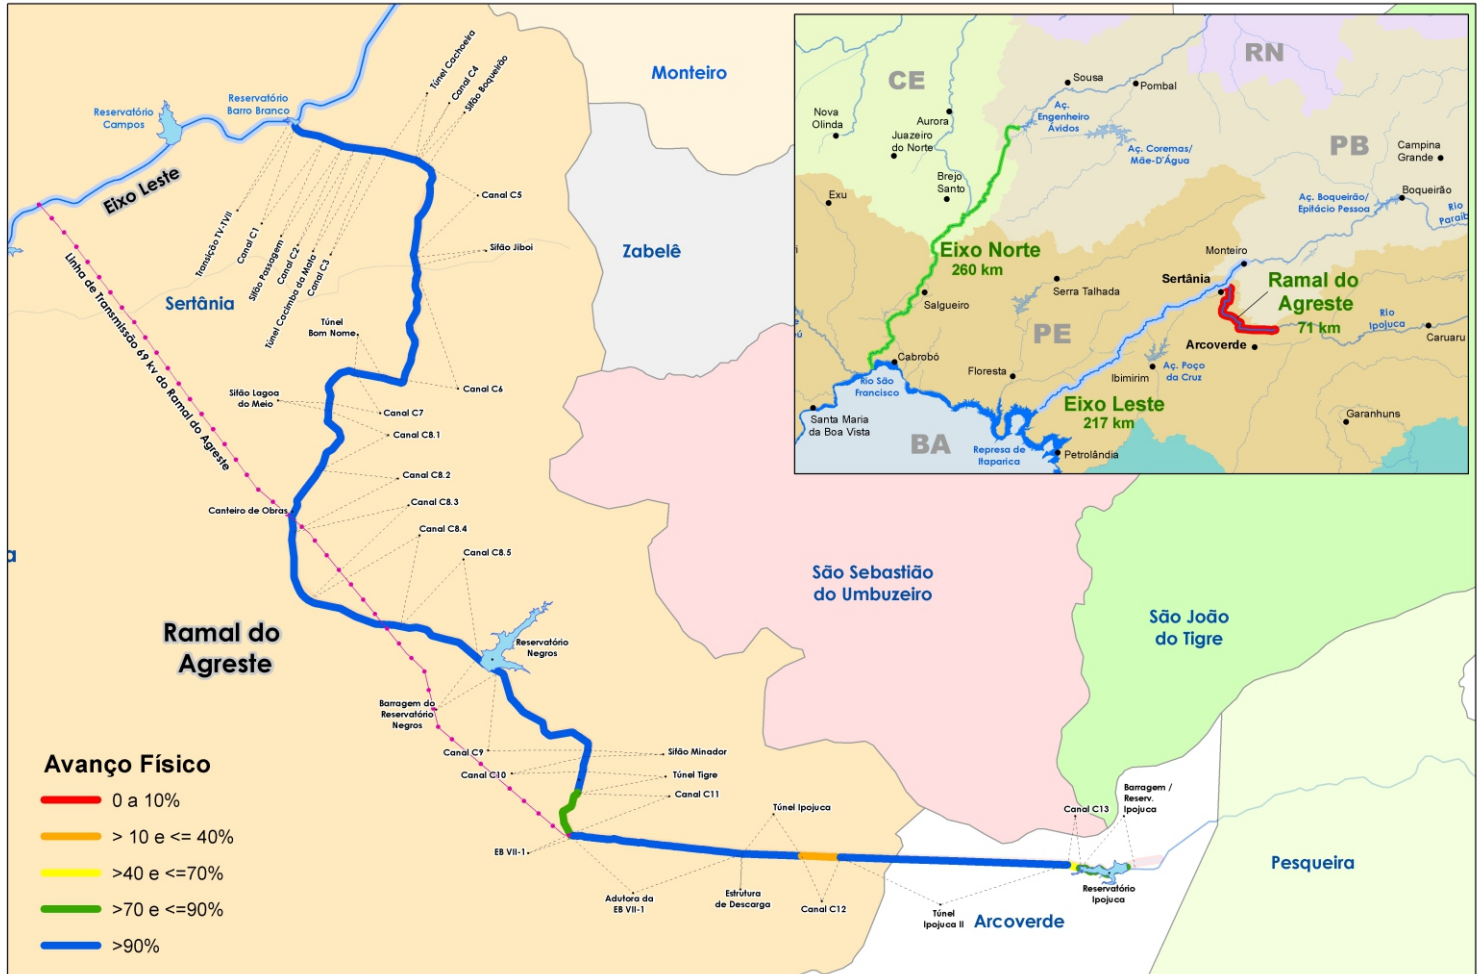 Monteiro
Zabelê
São Sebastião
do Umbuzeiro
São João
do Tigre
Pesqueira
Arcoverde
Sertânia
a
Reservatório
Campos
Reservatório
Barro Branco
Eixo Leste
Linha de Transmissão 69 kv do Ramal do Agreste
Túnel Cachoeira
Canal C4
Sifão Boqueirão
Canal C5
Sifão Jiboi
Transição TV-1VII
Canal C1
Sifão Passagem
Canal C2
Túnel Cacimba da Mata
Canal C3
Túnel
Bom Nome
Canal C6
Sifão Lagoa
do Meio
Canal C7
Canal C8.1
Canal C8.2
Canal C8.3
Canteiro de Obras
Canal C8.4
Canal C8.5
Ramal do
Agreste
Reservatório
Negros
Barragem do
Reservatório
Negros
Canal C9
Sifão Minador
Canal C10
Túnel Tigre
Canal C11
EB VII-1
Túnel Ipojuca
Canal C13
Barragem /
Reserv.
Ipojuca
Adutora da
EB VII-1
Estrutura
de Descarga
Canal C12
Túnel
Ipojuca II
Reservatório
Ipojuca
Avanço Físico
0 a 10%
> 10 e <= 40%
>40 e <=70%
>70 e <=90%
>90%
CE
RN
PB
PE
BA
Nova
Olinda
Aurora
Juazeiro
do Norte
Brejo
Santo
Sousa
Pombal
Aç.
Engenheiro
Ávidos
Aç. Coremas/
Mãe-D'Água
Campina
Grande
Boqueirão
Aç. Boqueirão/
Epitácio Pessoa
Rio
Paraib
Exu
ri
Eixo Norte
260 km
Monteiro
Sertânia
Ramal do
Agreste
71 km
Salgueiro
Serra Talhada
Rio
Ipojuca
Caruaru
Arcoverde
Cabrobó
Floresta
Ibimirim
Aç. Poço
da Cruz
Rio São
Francisco
Eixo Leste
217 km
Garanhuns
Santa Maria
da Boa Vista
Represa de
Itaparica
Petrolândia